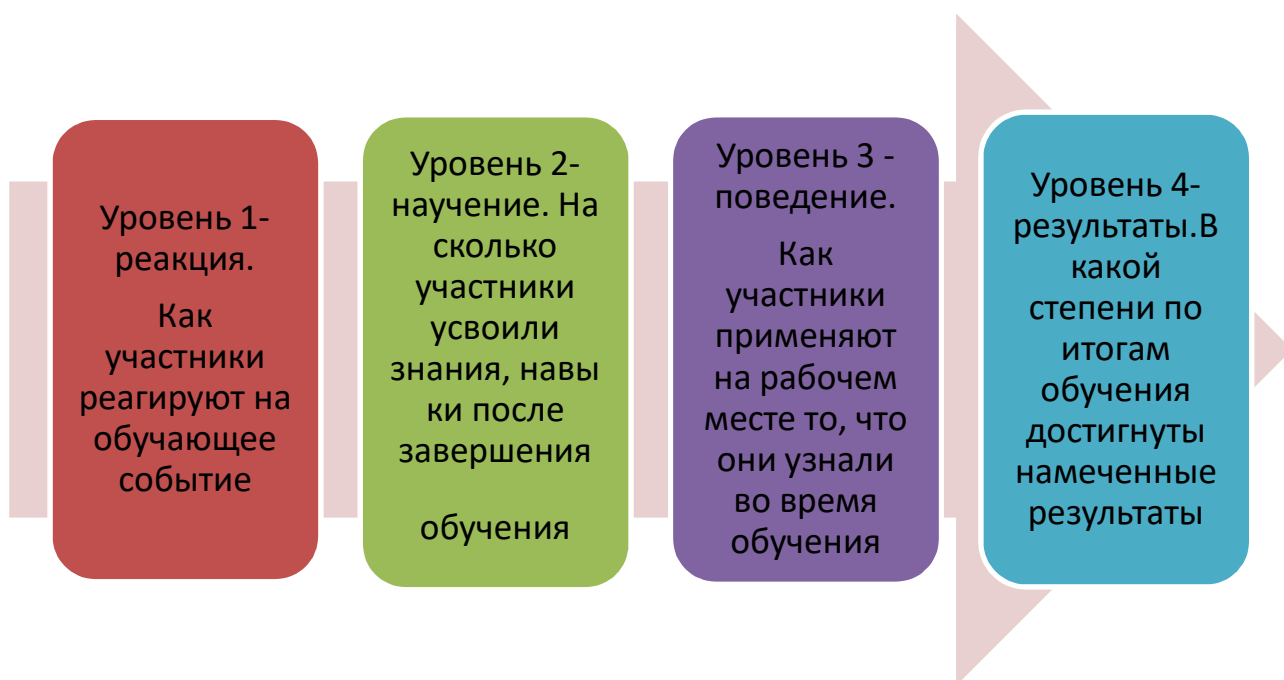 Уровень 1-
реакция.
Как
участники
реагируют на
обучающее
событие
Уровень 2-
научение. На
сколько
участники
усвоили
знания, навы
ки после
завершения
обучения
Уровень 3 -
поведение.
Как
участники
применяют
на рабочем
месте то, что
они узнали
во время
обучения
Уровень 4-
результаты.В
какой
степени по
итогам
обучения
достигнуты
намеченные
результаты